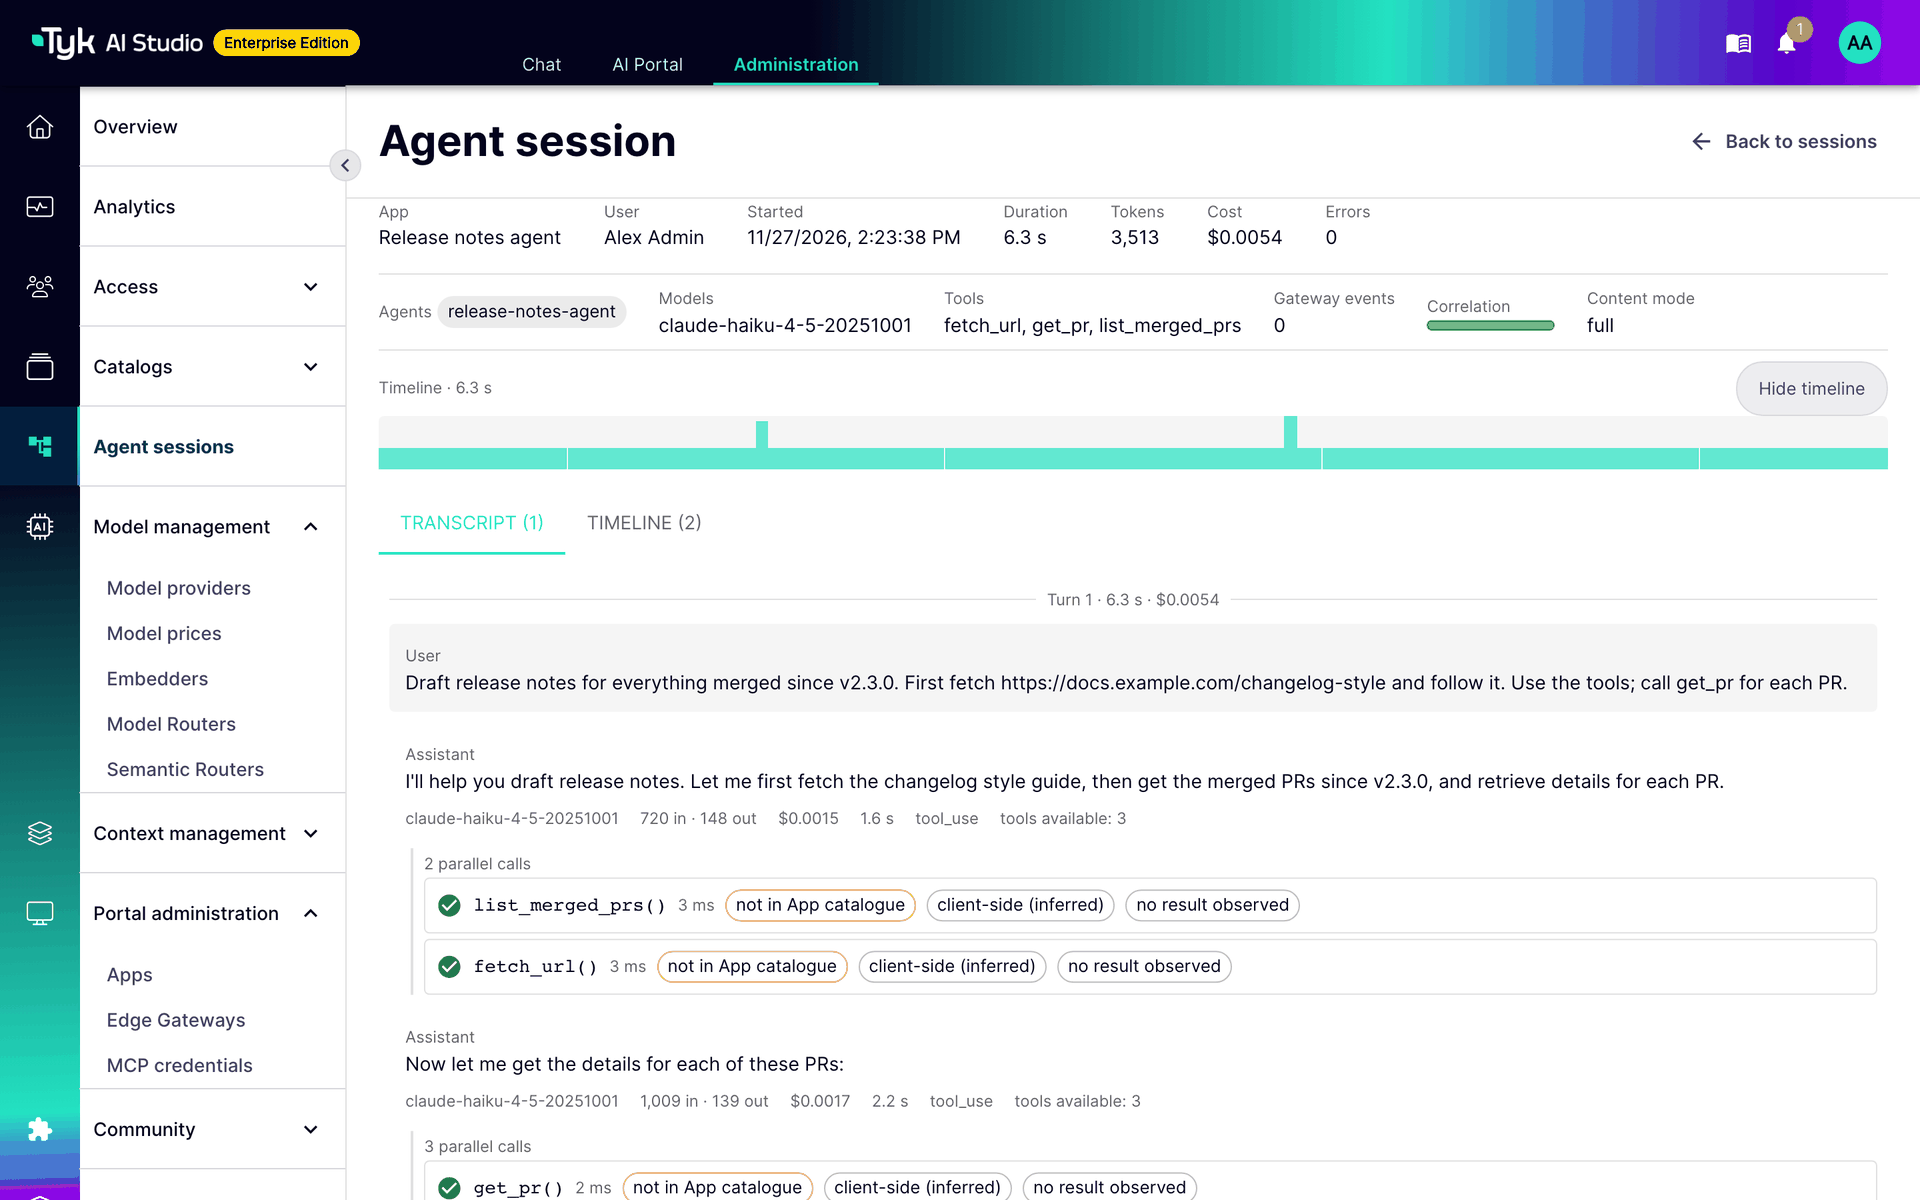 Tyk AI Studio Enterprise Edition
Chat AI Portal Administration
1
AA
Overview
Analytics
Access
Catalogs
Agent sessions
Model management
Model providers
Model prices
Embedders
Model Routers
Semantic Routers
Context management
Portal administration
Apps
Edge Gateways
MCP credentials
Community
AI
Agent session
Back to sessions
App User Started Duration Tokens Cost Errors
Release notes agent Alex Admin 11/27/2026, 2:23:38 PM 6.3 s 3,513 $0.0054 0
Agents release-notes-agent
Models
claude-haiku-4-5-20251001
Tools
fetch_url, get_pr, list_merged_prs
Gateway events
0
Correlation
Content mode
full
Timeline · 6.3 s
Hide timeline
TRANSCRIPT (1) TIMELINE (2)
Turn 1 · 6.3 s · $0.0054
User
Draft release notes for everything merged since v2.3.0. First fetch https://docs.example.com/changelog-style and follow it. Use the tools; call get_pr for each PR.
Assistant
I'll help you draft release notes. Let me first fetch the changelog style guide, then get the merged PRs since v2.3.0, and retrieve details for each PR.
claude-haiku-4-5-20251001 720 in · 148 out $0.0015 1.6 s tool_use tools available: 3
2 parallel calls
list_merged_prs() 3 ms not in App catalogue client-side (inferred) no result observed
fetch_url() 3 ms not in App catalogue client-side (inferred) no result observed
Assistant
Now let me get the details for each of these PRs:
claude-haiku-4-5-20251001 1,009 in · 139 out $0.0017 2.2 s tool_use tools available: 3
3 parallel calls
get_pr() 2 ms not in App catalogue client-side (inferred) no result observed